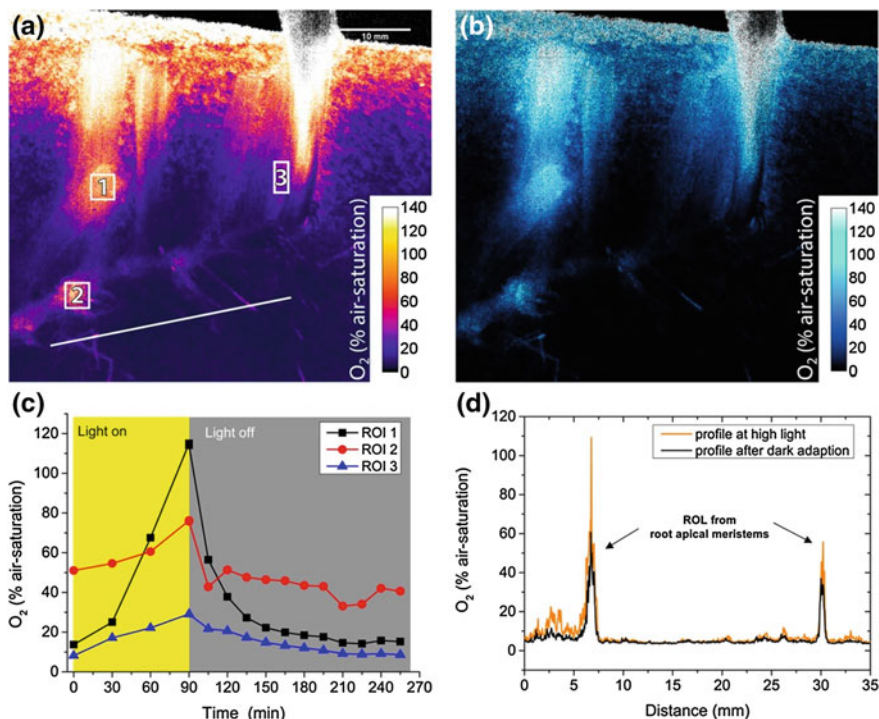 (a)
10 mm
1
3
2
140
120
100
80
60
40
20
0
O2 (% air-saturation)
(b)
140
120
100
80
60
40
20
0
O2 (% air-saturation)
(c)
Light on
Light off
ROI 1
ROI 2
ROI 3
120
100
80
60
40
20
0
O2 (% air-saturation)
0 30 60 90 120 150 180 210 240 270
Time (min)
(d)
profile at high light
profile after dark adaption
ROL from
root apical meristems
120
100
80
60
40
20
0
O2 (% air-saturation)
0 5 10 15 20 25 30 35
Distance (mm)